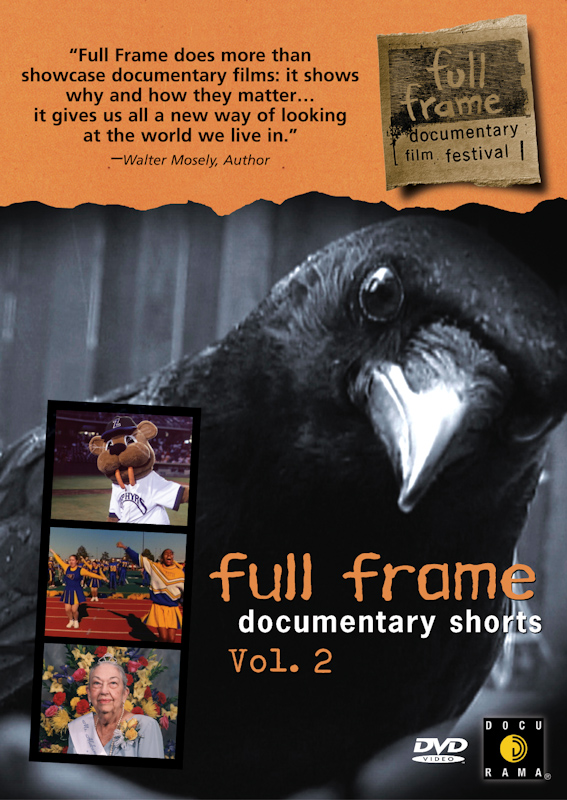 “Full Frame does more than
showcase documentary films: it shows
why and how they matter…
it gives us all a new way of looking
at the world we live in.”
—Walter Mosely, Author
full
frame
documentary
film festival
Z
PHYRS
full frame
documentary shorts
Vol. 2
DVD
VIDEO
DOCU
RAMA®